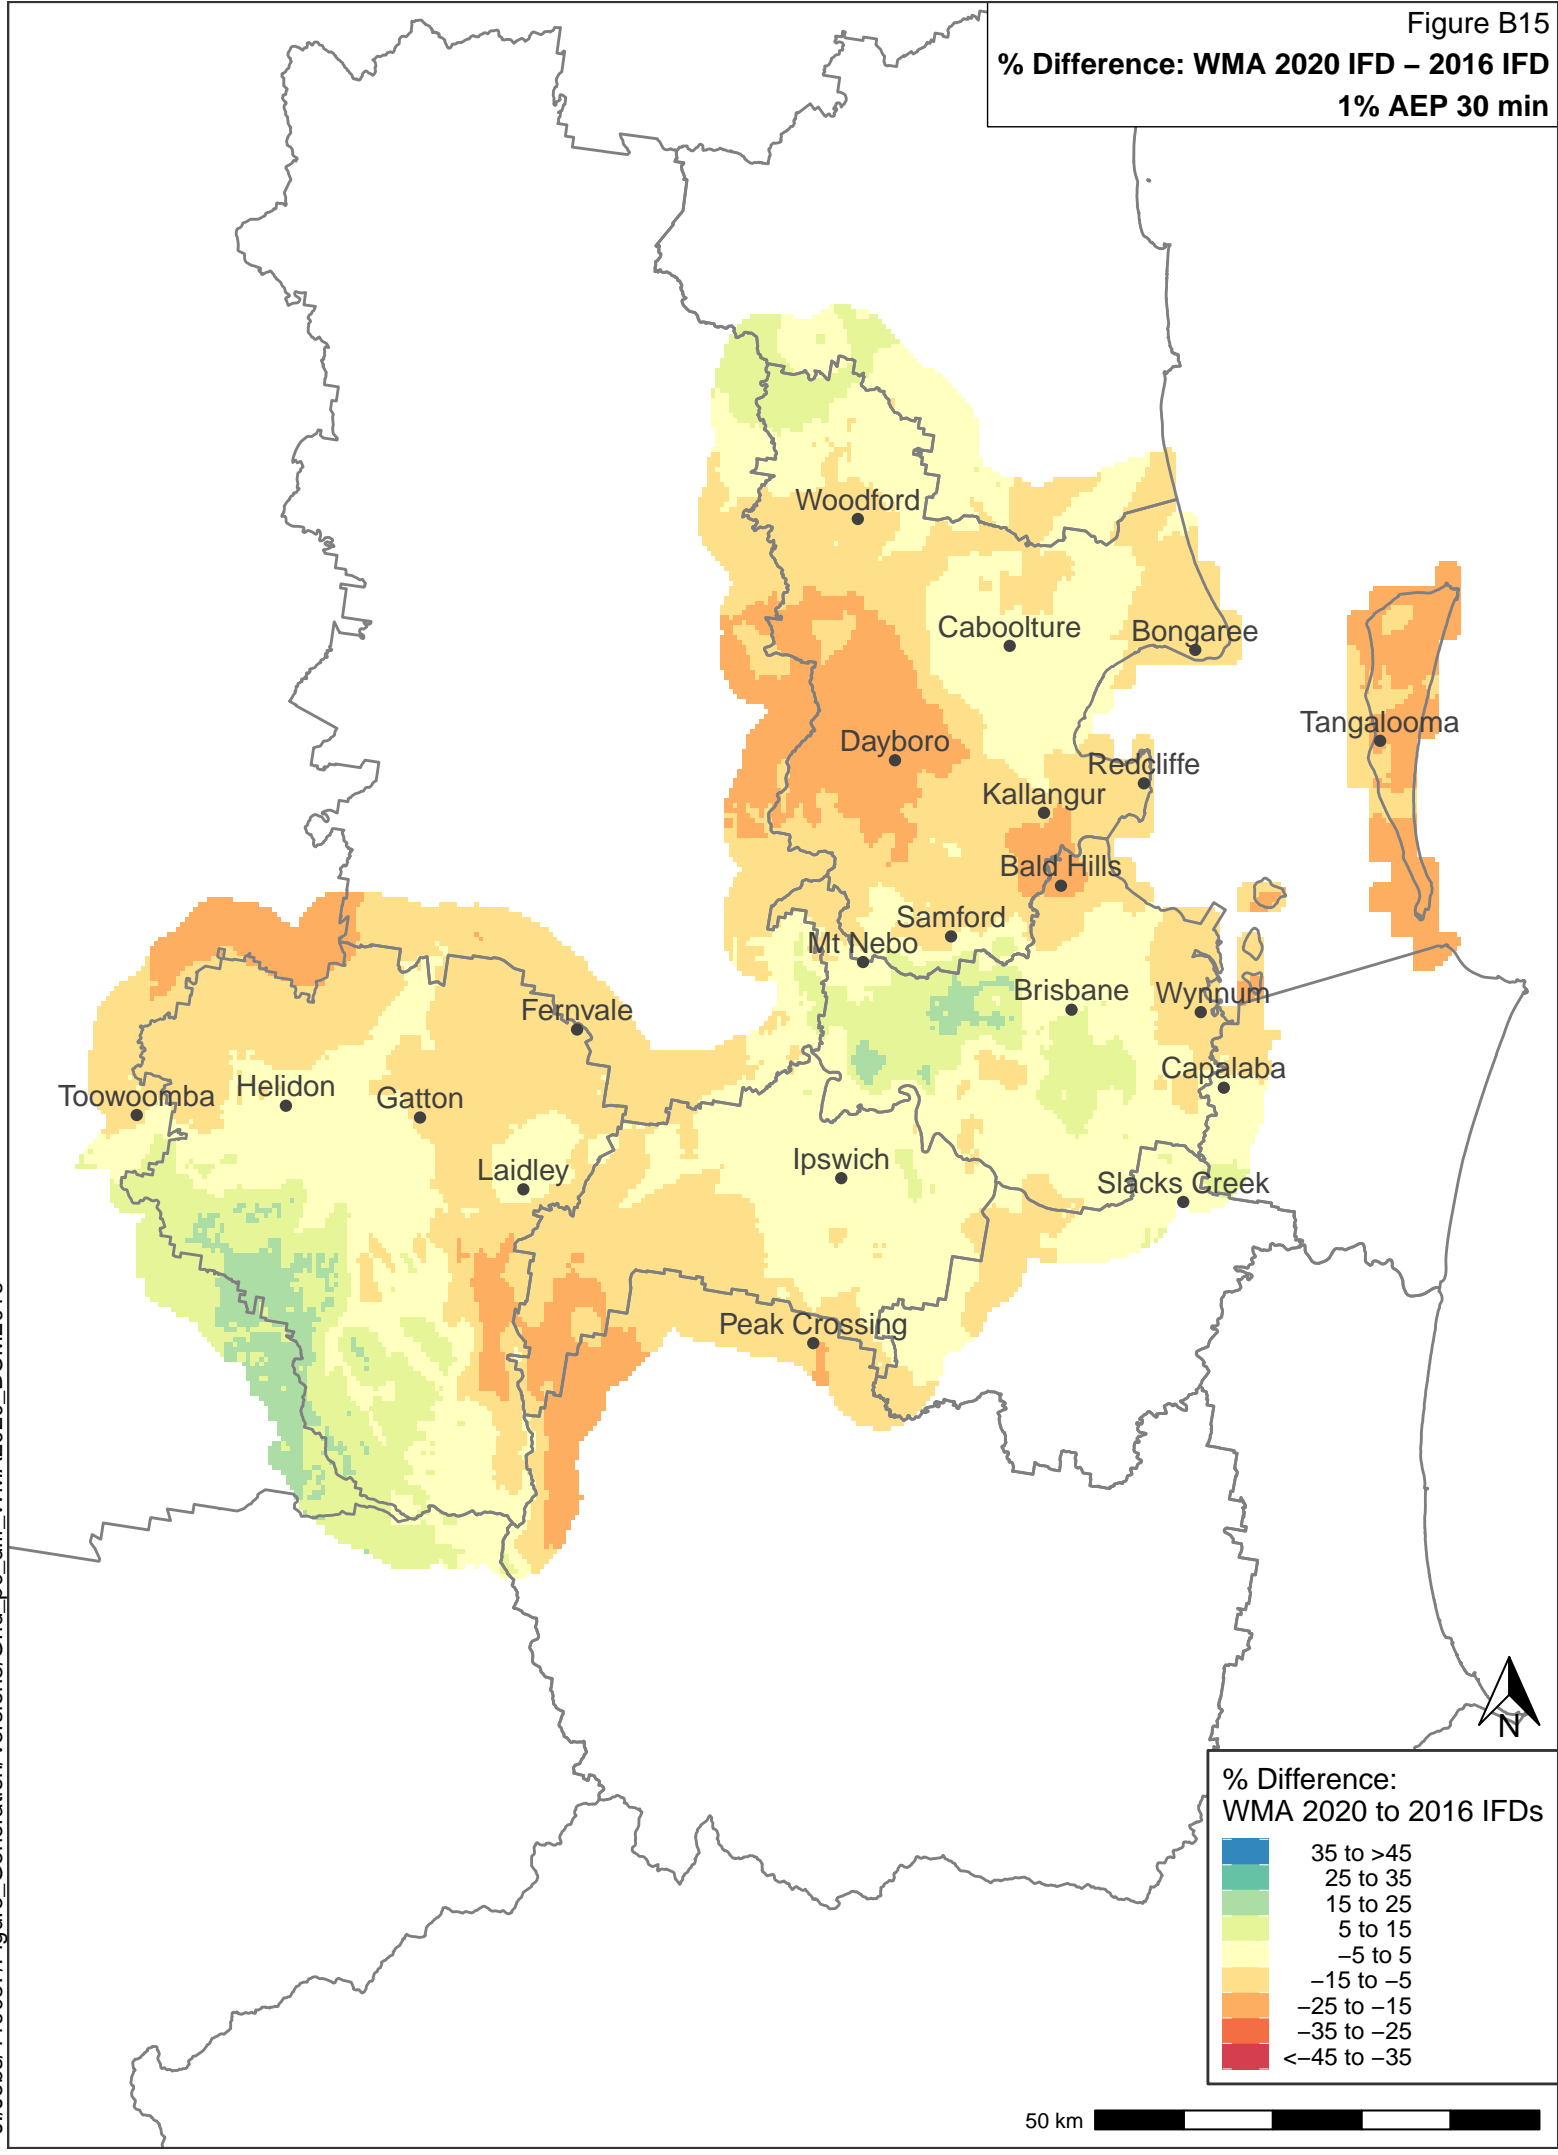 Figure B15
% Difference: WMA 2020 IFD – 2016 IFD
1% AEP 30 min
Woodford
Caboolture
Bongaree
Tangalooma
Dayboro
Redcliffe
Kallangur
Bald Hills
Samford
Mt Nebo
Brisbane
Wynnum
Fernvale
Capalaba
Toowoomba
Helidon
Gatton
Ipswich
Laidley
Slacks Creek
Peak Crossing
N
% Difference:
WMA 2020 to 2016 IFDs
35 to >45
25 to 35
15 to 25
5 to 15
−5 to 5
−15 to −5
−25 to −15
−35 to −25
<−45 to −35
50 km